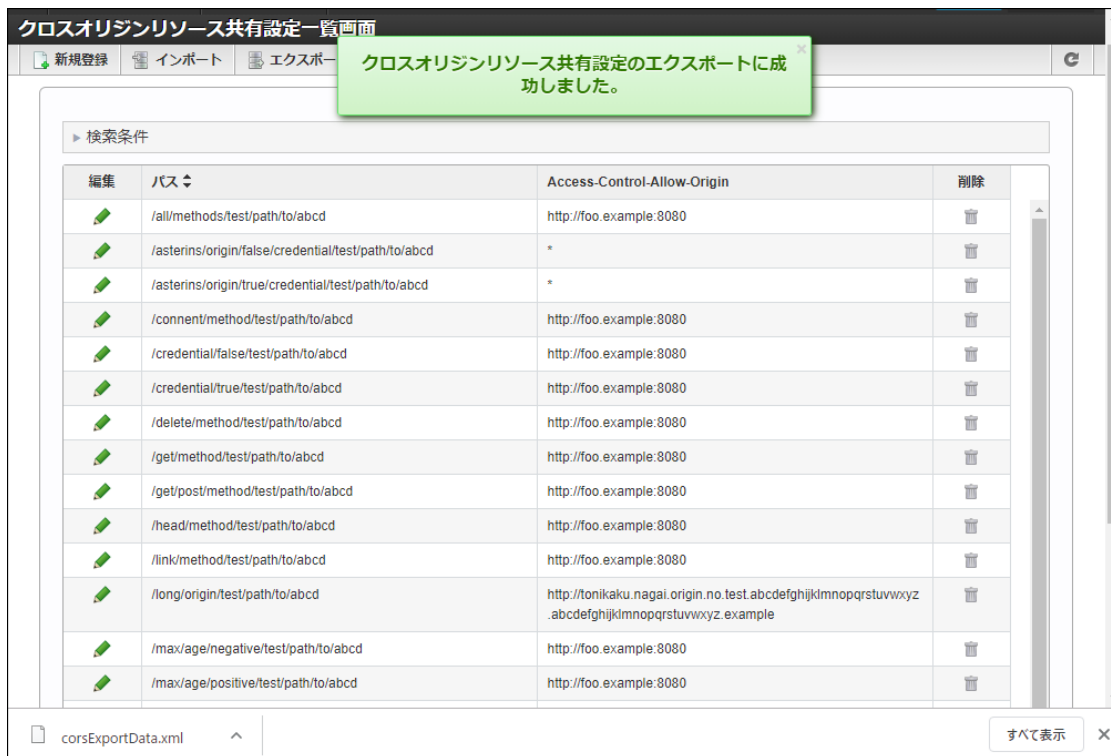 クロスオリジンリソース共有設定一覧画面
新規登録 インポート エクスポー
クロスオリジンリソース共有設定のエクスポートに成
功しました。
検索条件
編集 パス Access-Control-Allow-Origin 削除
/all/methods/test/path/to/abcd http://foo.example:8080
/asterins/origin/false/credential/test/path/to/abcd *
/asterins/origin/true/credential/test/path/to/abcd *
/connent/method/test/path/to/abcd http://foo.example:8080
/credential/false/test/path/to/abcd http://foo.example:8080
/credential/true/test/path/to/abcd http://foo.example:8080
/delete/method/test/path/to/abcd http://foo.example:8080
/get/method/test/path/to/abcd http://foo.example:8080
/get/post/method/test/path/to/abcd http://foo.example:8080
/head/method/test/path/to/abcd http://foo.example:8080
/link/method/test/path/to/abcd http://foo.example:8080
/long/origin/test/path/to/abcd http://tonikaku.nagai.origin.no.test.abcdefghijklmnopqrstuvwxyz
.abcdefghijklmnopqrstuvwxyz.example
/max/age/negative/test/path/to/abcd http://foo.example:8080
/max/age/positive/test/path/to/abcd http://foo.example:8080
corsExportData.xml すべて表示